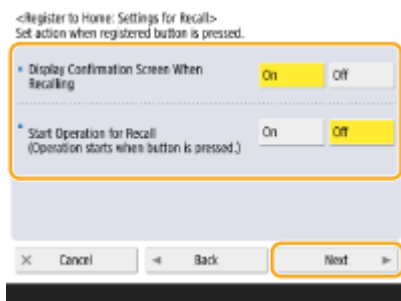 <Register to Home: Settings for Recall>
Set action when registered button is pressed.
Display Confirmation Screen When
Recalling
On
Off
Start Operation for Recall
(Operation starts when button is pressed.)
On
Off
Cancel
Back
Next